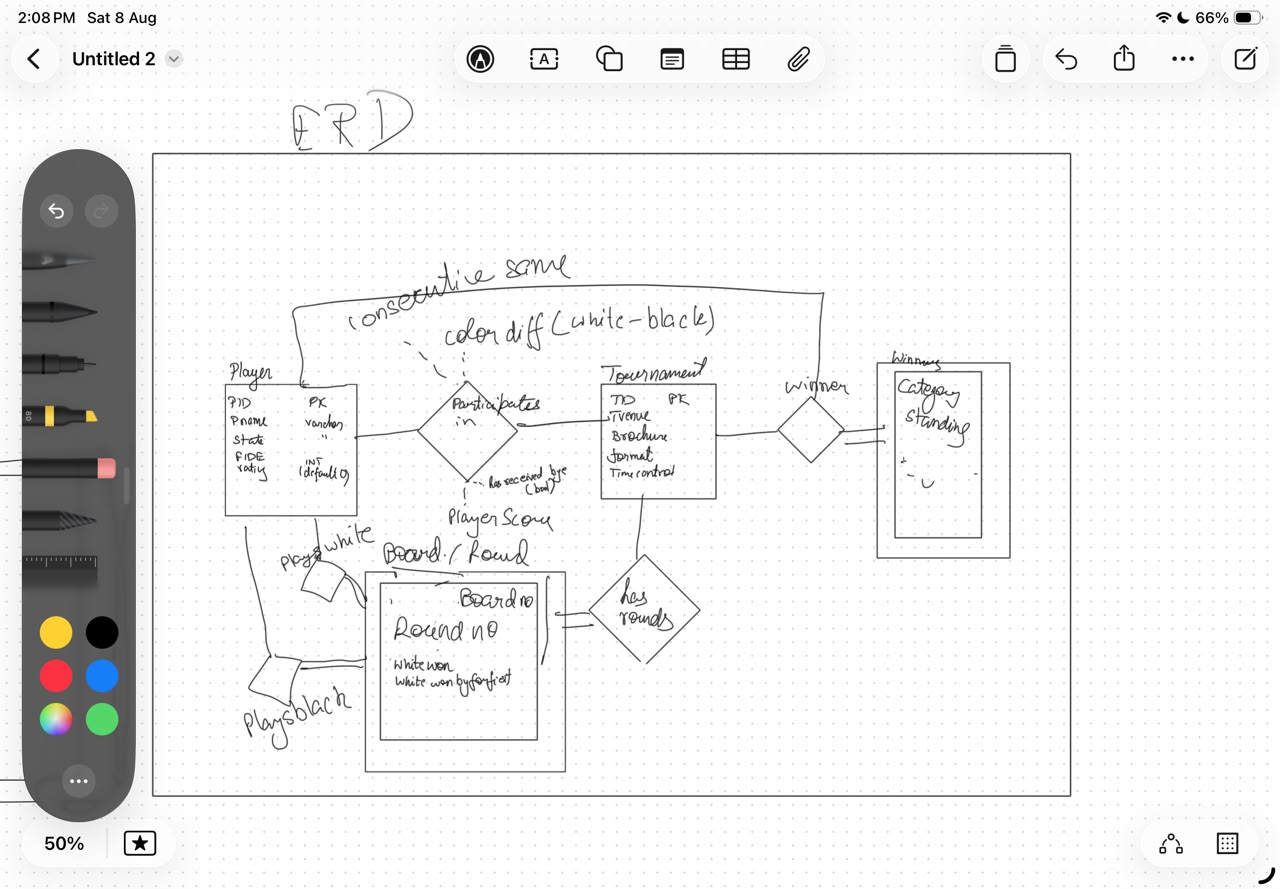 2:08 PM Sat 8 Aug
66%
Untitled 2
A
ERD
consecutive same
color diff (white-black)
Player
PID PK
Pname varchar
State "
FIDE
rating INT
(default 0)
Participates
in
has received bye
(bool)
Player Score
Tournament
TID PK
Tvenue
Brochure
format
Time control
winner
Winners
Category
Standing
plays white
Board / Round
Board no
Round no
white won
white won by forfiest
has
rounds
Plays black
80
50%